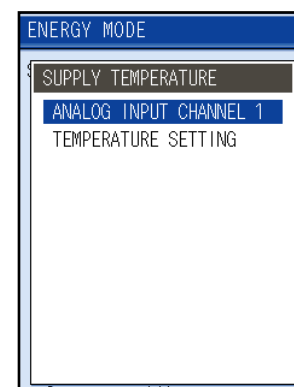 ENERGY MODE
SUPPLY TEMPERATURE
ANALOG INPUT CHANNEL 1
TEMPERATURE SETTING